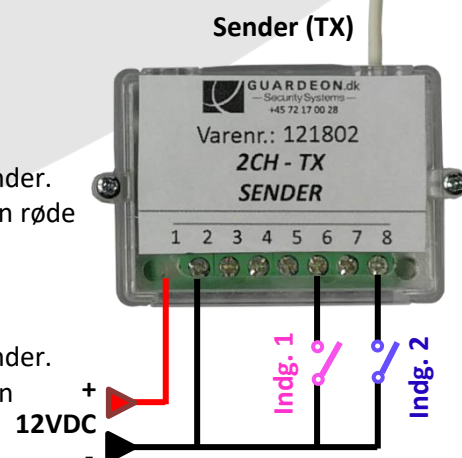 Sender (TX)
GUARDEON.dk
— Security Systems —
+45 72 17 00 28
Varenr.: 121802
2CH - TX
SENDER
1 2 3 4 5 6 7 8
nder.
n røde
nder.
n
+
12VDC
-
Indg. 1
Indg. 2